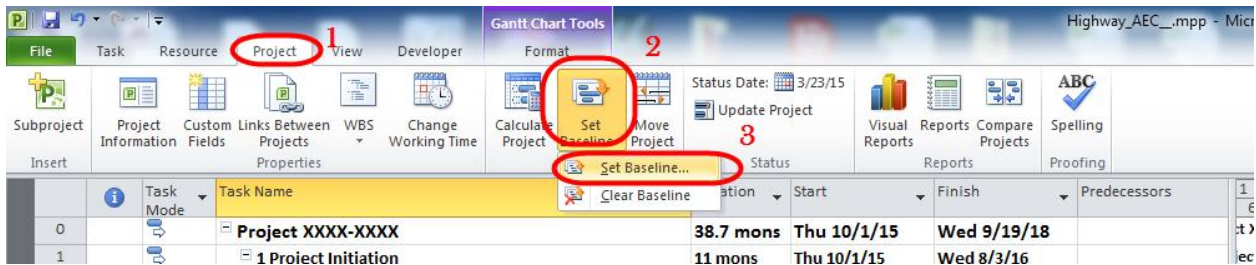 Gantt Chart Tools
Highway_AEC__.mpp - Micr
File Task Resource Project 1 View Developer Format 2
Subproject
Project Information
Custom Fields
Links Between Projects
WBS
Change Working Time
Calculate Project
Set Baseline
Move Project
Status Date: 3/23/15
Update Project
3
Visual Reports
Reports
Compare Projects
ABC
Spelling
Insert Properties Status Reports Proofing
Set Baseline...
Clear Baseline
Task Mode Task Name ation Start Finish Predecessors 1
6
0 Project XXXX-XXXX 38.7 mons Thu 10/1/15 Wed 9/19/18
1 1 Project Initiation 11 mons Thu 10/1/15 Wed 8/3/16